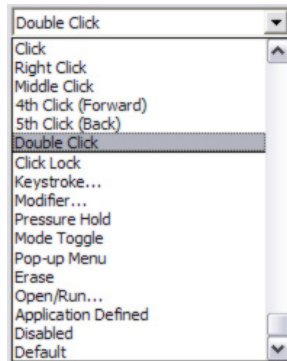 Double Click
Click
Right Click
Middle Click
4th Click (Forward)
5th Click (Back)
Double Click
Click Lock
Keystroke...
Modifier...
Pressure Hold
Mode Toggle
Pop-up Menu
Erase
Open/Run...
Application Defined
Disabled
Default